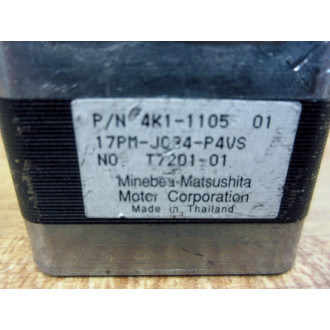 P/N 4K1-1105 01
17PM-J034-P4VS
NO. T7201-01
Minebea-Matsushita
Motor Corporation
Made in Thailand